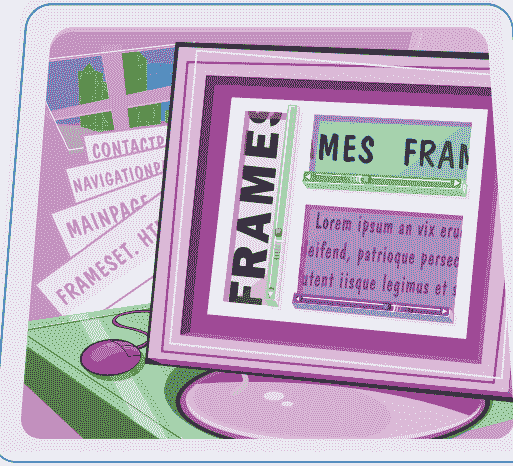 CONTACTP
NAVIGATIONP
MAINPAGE
FRAMESET. HT
FRAMES
MES FRAM
Lorem ipsum an vix eru
leifend, patrioque persec
utent iisque legimus et s